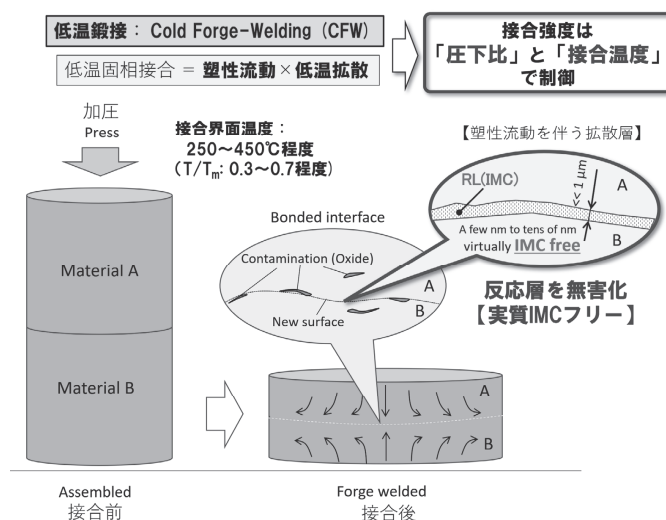 低温鍛接：Cold Forge-Welding (CFW)
低温固相接合 = 塑性流動×低温拡散
接合強度は
「圧下比」と「接合温度」
で制御
加圧
Press
接合界面温度：
250～450℃程度
(T/Tm: 0.3～0.7程度)
【塑性流動を伴う拡散層】
RL(IMC)
<< 1 μm
A
A few nm to tens of nm
virtually IMC free
B
Bonded interface
Contamination (Oxide)
A
B
New surface
反応層を無害化
【実質IMCフリー】
Material A
Material B
A
B
Assembled
接合前
Forge welded
接合後